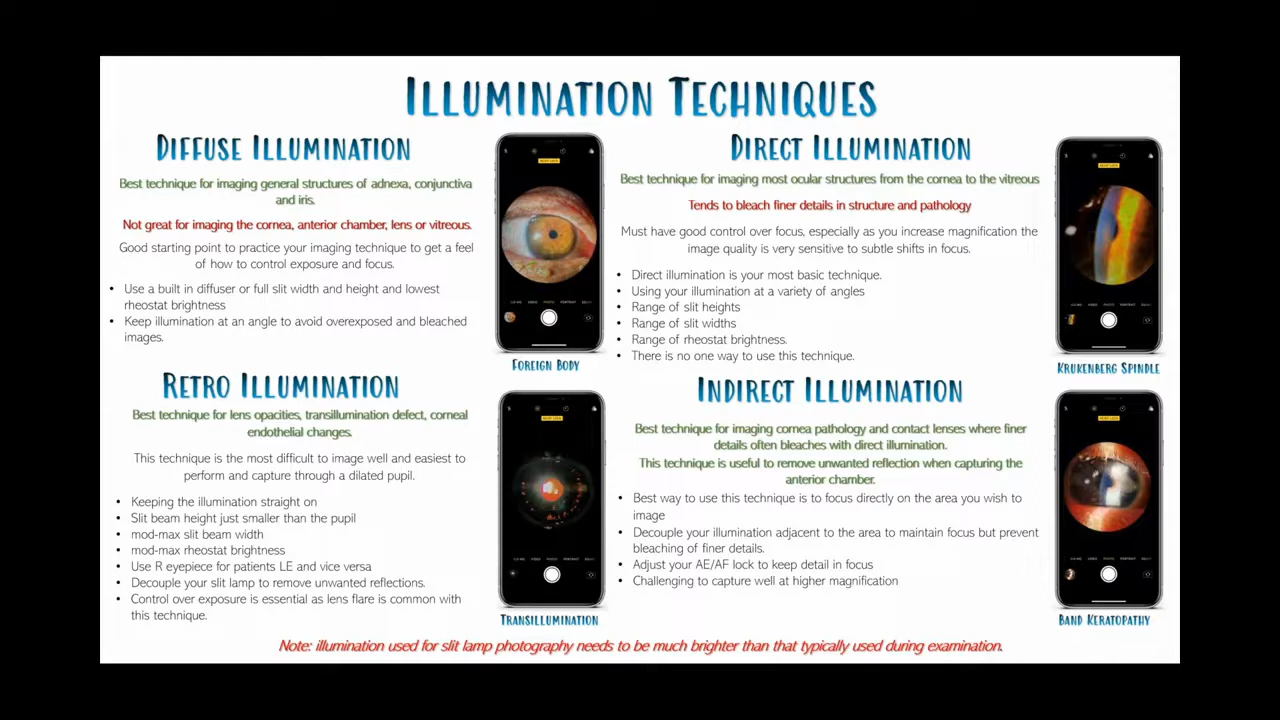 ILLUMINATION TECHNIQUES
DIFFUSE ILLUMINATION
Best technique for imaging general structures of adnexa, conjunctiva
and iris.
Not great for imaging the cornea, anterior chamber, lens or vitreous.
Good starting point to practice your imaging technique to get a feel
of how to control exposure and focus.
• Use a built in diffuser or full slit width and height and lowest
rheostat brightness
• Keep illumination at an angle to avoid overexposed and bleached
images.
FOREIGN BODY
DIRECT ILLUMINATION
Best technique for imaging most ocular structures from the cornea to the vitreous
Tends to bleach finer details in structure and pathology
Must have good control over focus, especially as you increase magnification the
image quality is very sensitive to subtle shifts in focus.
• Direct illumination is your most basic technique.
• Using your illumination at a variety of angles
• Range of slit heights
• Range of slit widths
• Range of rheostat brightness.
• There is no one way to use this technique.
KRUKENBERG SPINDLE
RETRO ILLUMINATION
Best technique for lens opacities, transillumination defect, corneal
endothelial changes.
This technique is the most difficult to image well and easiest to
perform and capture through a dilated pupil.
• Keeping the illumination straight on
• Slit beam height just smaller than the pupil
• mod-max slit beam width
• mod-max rheostat brightness
• Use R eyepiece for patients LE and vice versa
• Decouple your slit lamp to remove unwanted reflections.
• Control over exposure is essential as lens flare is common with
this technique.
TRANSILLUMINATION
INDIRECT ILLUMINATION
Best technique for imaging cornea pathology and contact lenses where finer
details often bleaches with direct illumination.
This technique is useful to remove unwanted reflection when capturing the
anterior chamber.
• Best way to use this technique is to focus directly on the area you wish to
image
• Decouple your illumination adjacent to the area to maintain focus but prevent
bleaching of finer details.
• Adjust your AE/AF lock to keep detail in focus
• Challenging to capture well at higher magnification
BAND KERATOPATHY
Note: illumination used for slit lamp photography needs to be much brighter than that typically used during examination.